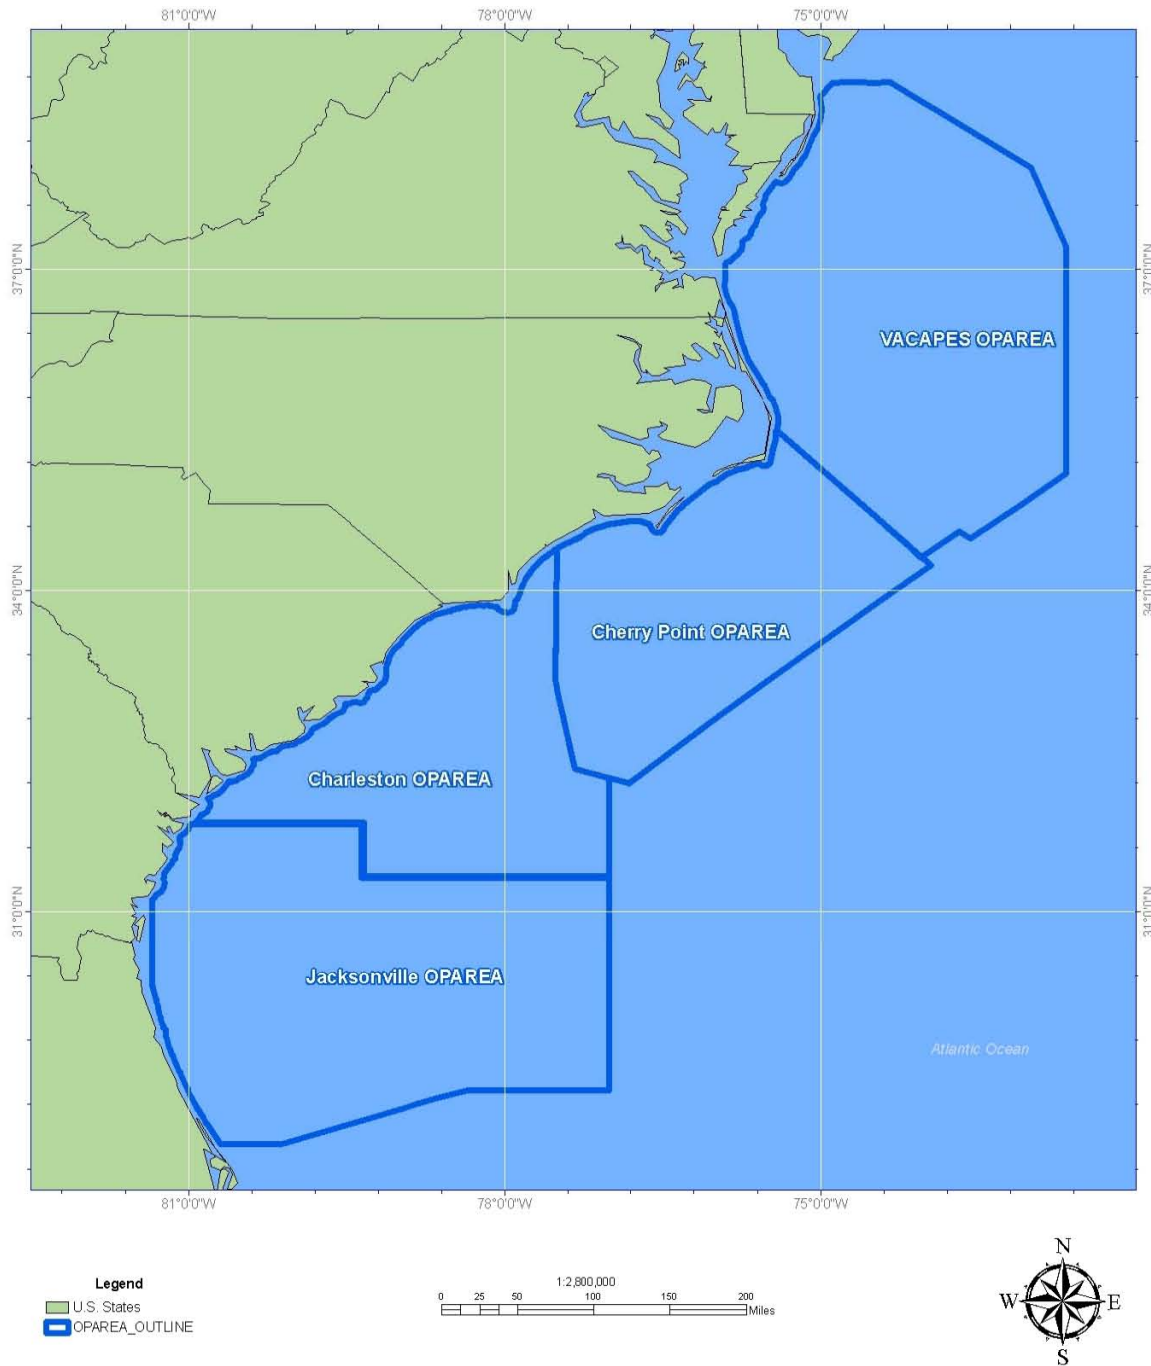 81°0'0"W 78°0'0"W 75°0'0"W
37°0'0"N 37°0'0"N
VACAPES OPAREA
34°0'0"N 34°0'0"N
Cherry Point OPAREA
Charleston OPAREA
31°0'0"N 31°0'0"N
Jacksonville OPAREA
Atlantic Ocean
81°0'0"W 78°0'0"W 75°0'0"W
N
W E
S
Legend
U.S. States
OPAREA_OUTLINE
1:2,800,000
0 25 50 100 150 200
Miles